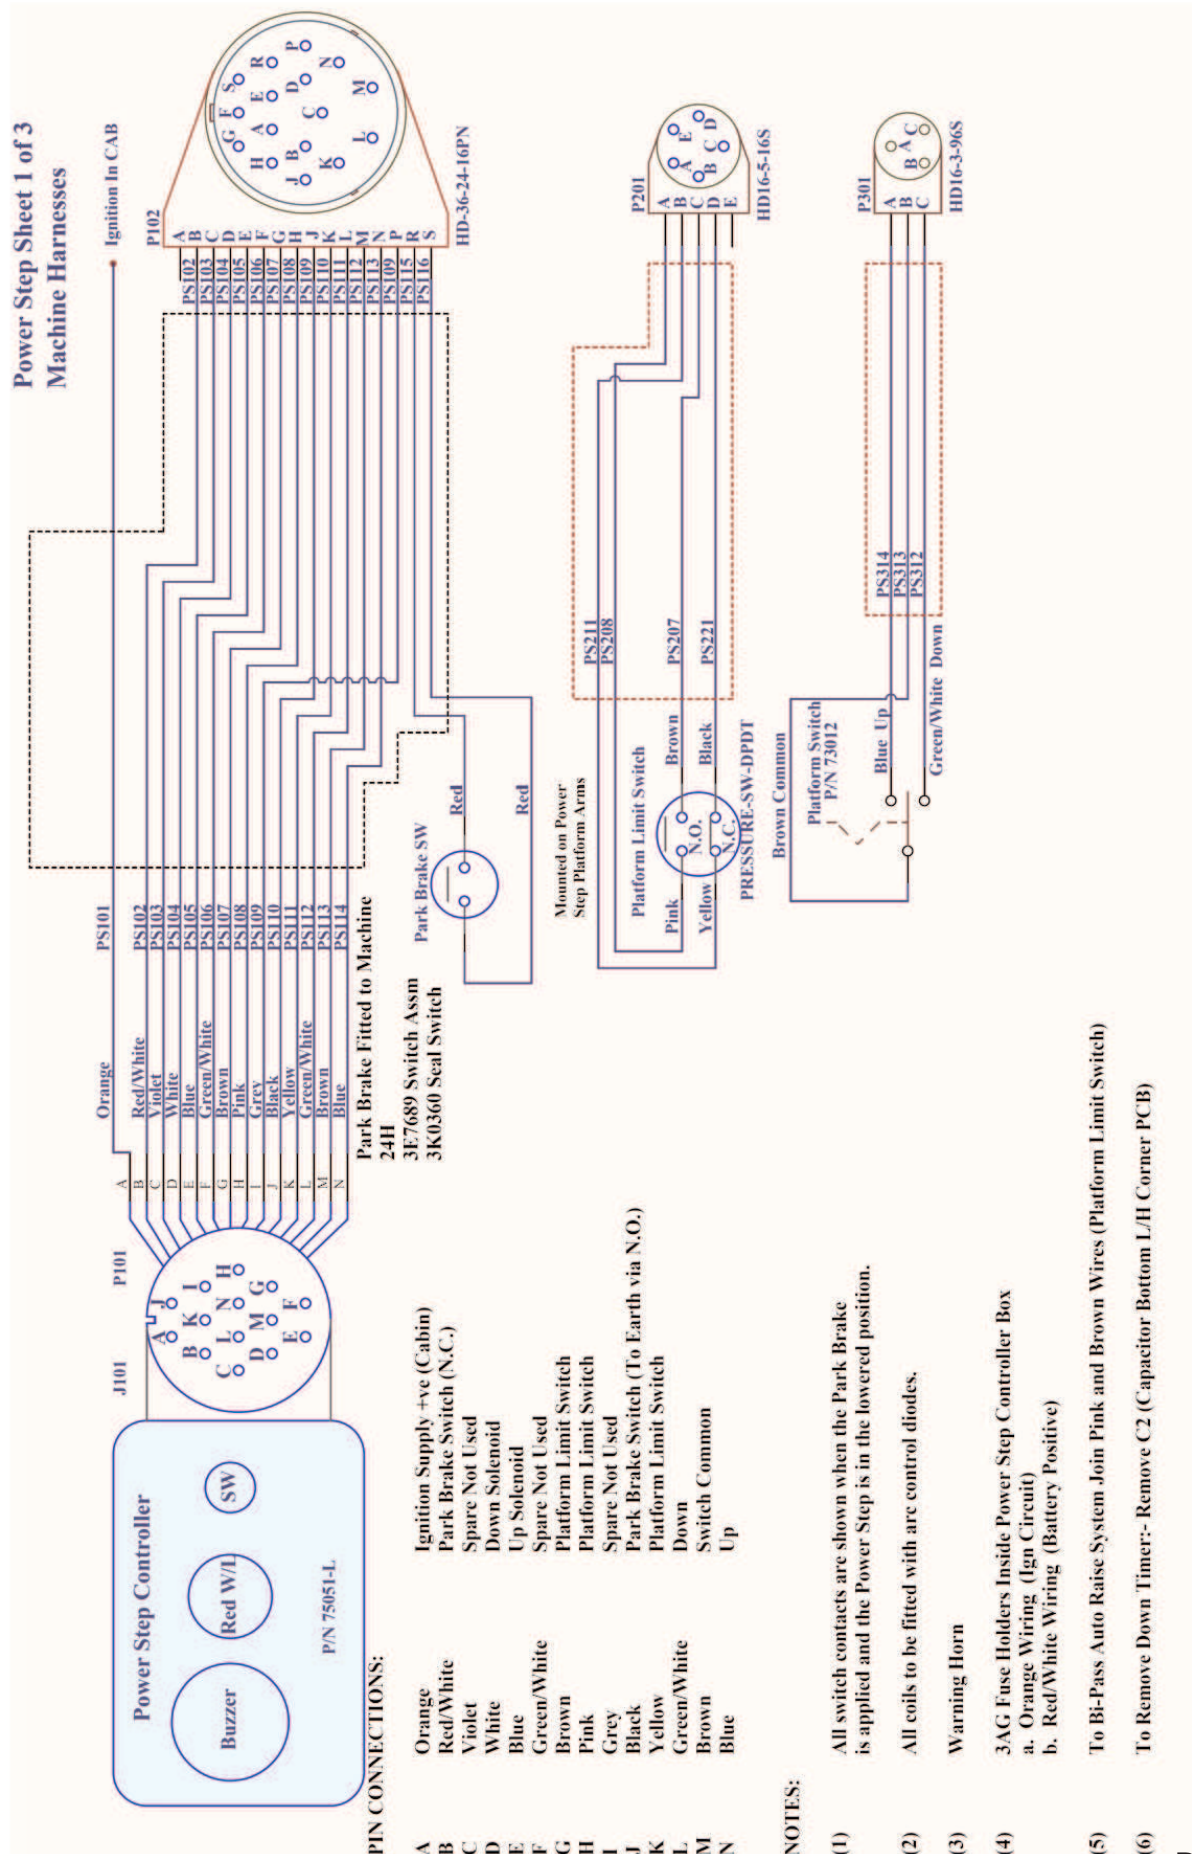 Power Step Sheet 1 of 3
Machine Harnesses
Ignition In CAB
P102
A
B
C
D
E
F
G
H
J
K
L
M
N
P
R
S
PS102
PS103
PS104
PS105
PS106
PS107
PS108
PS109
PS110
PS111
PS112
PS113
PS109
PS115
PS116
G F S
H A E R
J B D P
K C N
L M
HD-36-24-16PN
Power Step Controller
Buzzer
Red W/L
SW
P/N 75051-L
J101
P101
A J
B K I
C L N H
D M G
E F
A
B
C
D
E
F
G
H
I
J
K
L
M
N
Orange
Red/White
Violet
White
Blue
Green/White
Brown
Pink
Grey
Black
Yellow
Green/White
Brown
Blue
PS101
PS102
PS103
PS104
PS105
PS106
PS107
PS108
PS109
PS110
PS111
PS112
PS113
PS114
Park Brake Fitted to Machine
24H
3E7689 Switch Assm
3K0360 Seal Switch
Park Brake SW
Red
Red
Mounted on Power
Step Platform Arms
Platform Limit Switch
Pink
Brown
N.O.
Yellow
Black
N.C.
PRESSURE-SW-DPDT
PS211
PS208
PS207
PS221
P201
A
B
C
D
E
A E
B C D
HD16-5-16S
Brown Common
Platform Switch
P/N 73012
Blue Up
Green/White Down
PS314
PS313
PS312
P301
A
B
C
B A C
HD16-3-96S
PIN CONNECTIONS:
A Orange Ignition Supply +ve (Cabin)
B Red/White Park Brake Switch (N.C.)
C Violet Spare Not Used
D White Down Solenoid
E Blue Up Solenoid
F Green/White Spare Not Used
G Brown Platform Limit Switch
H Pink Platform Limit Switch
I Grey Spare Not Used
J Black Park Brake Switch (To Earth via N.O.)
K Yellow Platform Limit Switch
L Green/White Down
M Brown Switch Common
N Blue Up
NOTES:
(1) All switch contacts are shown when the Park Brake
is applied and the Power Step is in the lowered position.
(2) All coils to be fitted with arc control diodes.
(3) Warning Horn
(4) 3AG Fuse Holders Inside Power Step Controller Box
a. Orange Wiring (Ign Circuit)
b. Red/White Wiring (Battery Positive)
(5) To Bi-Pass Auto Raise System Join Pink and Brown Wires (Platform Limit Switch)
(6) To Remove Down Timer:- Remove C2 (Capacitor Bottom L/H Corner PCB)